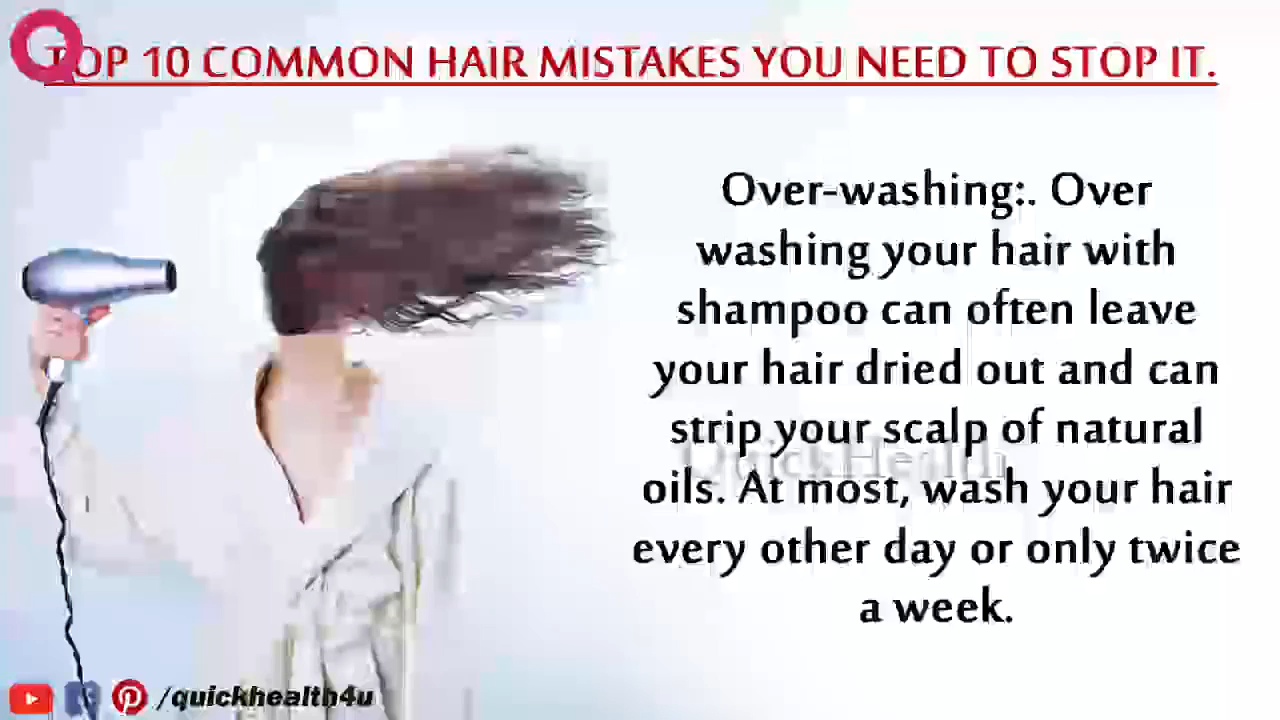 TOP 10 COMMON HAIR MISTAKES YOU NEED TO STOP IT.
Over-washing:. Over
washing your hair with
shampoo can often leave
your hair dried out and can
strip your scalp of natural
QuickHealth
oils. At most, wash your hair
every other day or only twice
a week.
/quickhealth4u